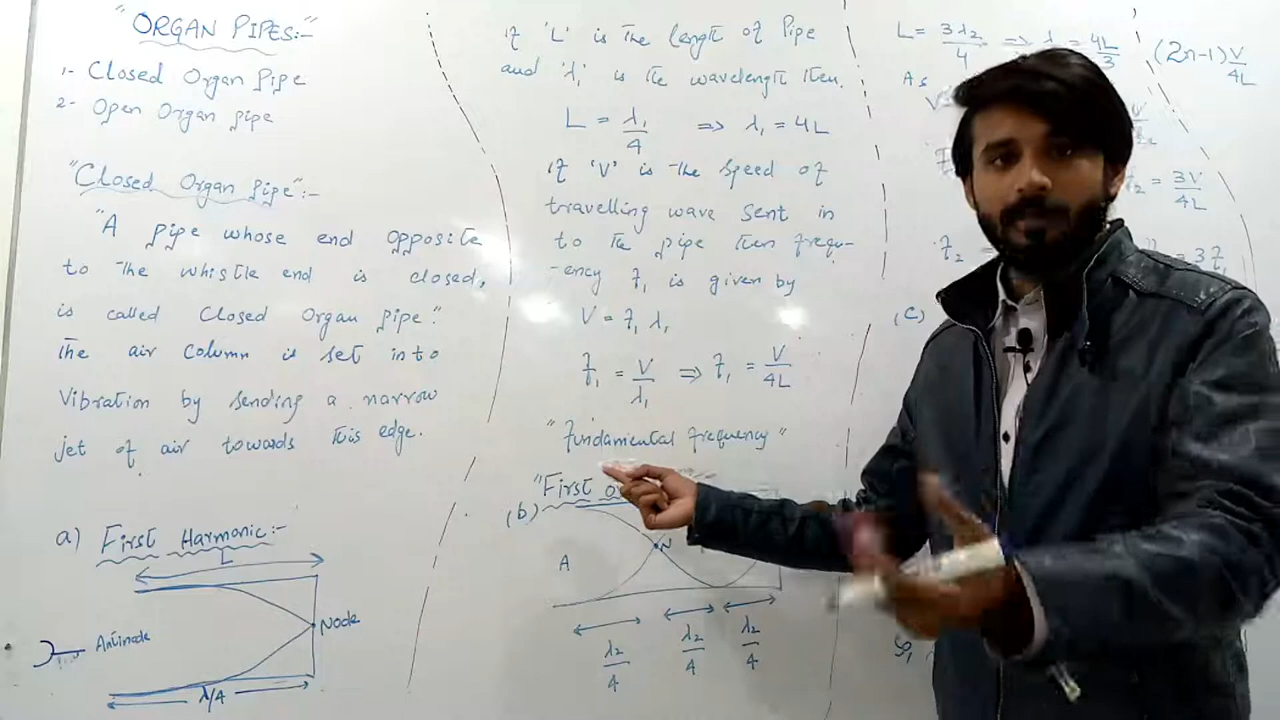 "ORGAN PIPES:-"
1- Closed Organ Pipe
2- Open Organ pipe
"Closed Organ Pipe":-
"A pipe whose end opposite
to the whistle end is closed,
is called Closed Organ pipe."
The air column is set into
Vibration by sending a narrow
jet of air towards this edge.
a) First Harmonic:-
L
Node
Antinode
λ/4
If 'L' is the length of Pipe
and 'λ₁' is the wavelength then.
L = λ₁/4 => λ₁ = 4L
If 'V' is the speed of
travelling wave sent in
to the pipe then frequ-
-ency f₁ is given by
V = f₁ λ₁
f₁ = V/λ₁ => f₁ = V/4L
"fundamental frequency"
"First
(b)
N
A
λ₂/4 λ₂/4 λ₂/4
L = 3λ₂/4 => λ = 4L/3 (2n-1)V/4L
As
= 3V/4L
f₂ = = 3f₁
(C)